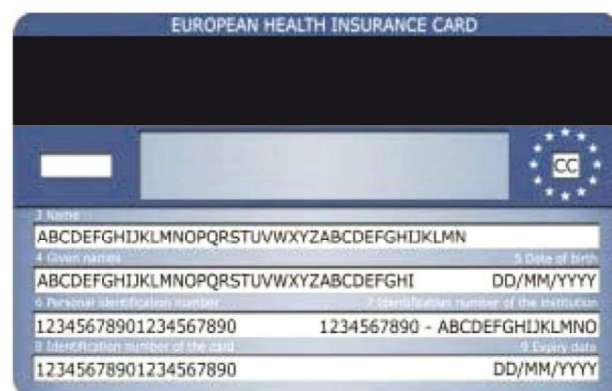 EUROPEAN HEALTH INSURANCE CARD
CC
3 Name
ABCDEFGHIJKLMNOPQRSTUVWXYZABCDEFGHIJKLMN
4 Given names 5 Date of birth
ABCDEFGHIJKLMNOPQRSTUVWXYZABCDEFGHI DD/MM/YYYY
6 Personal identification number 7 Identification number of the institution
12345678901234567890 1234567890 - ABCDEFGHIJKLMNO
8 Identification number of the card 9 Expiry date
12345678901234567890 DD/MM/YYYY